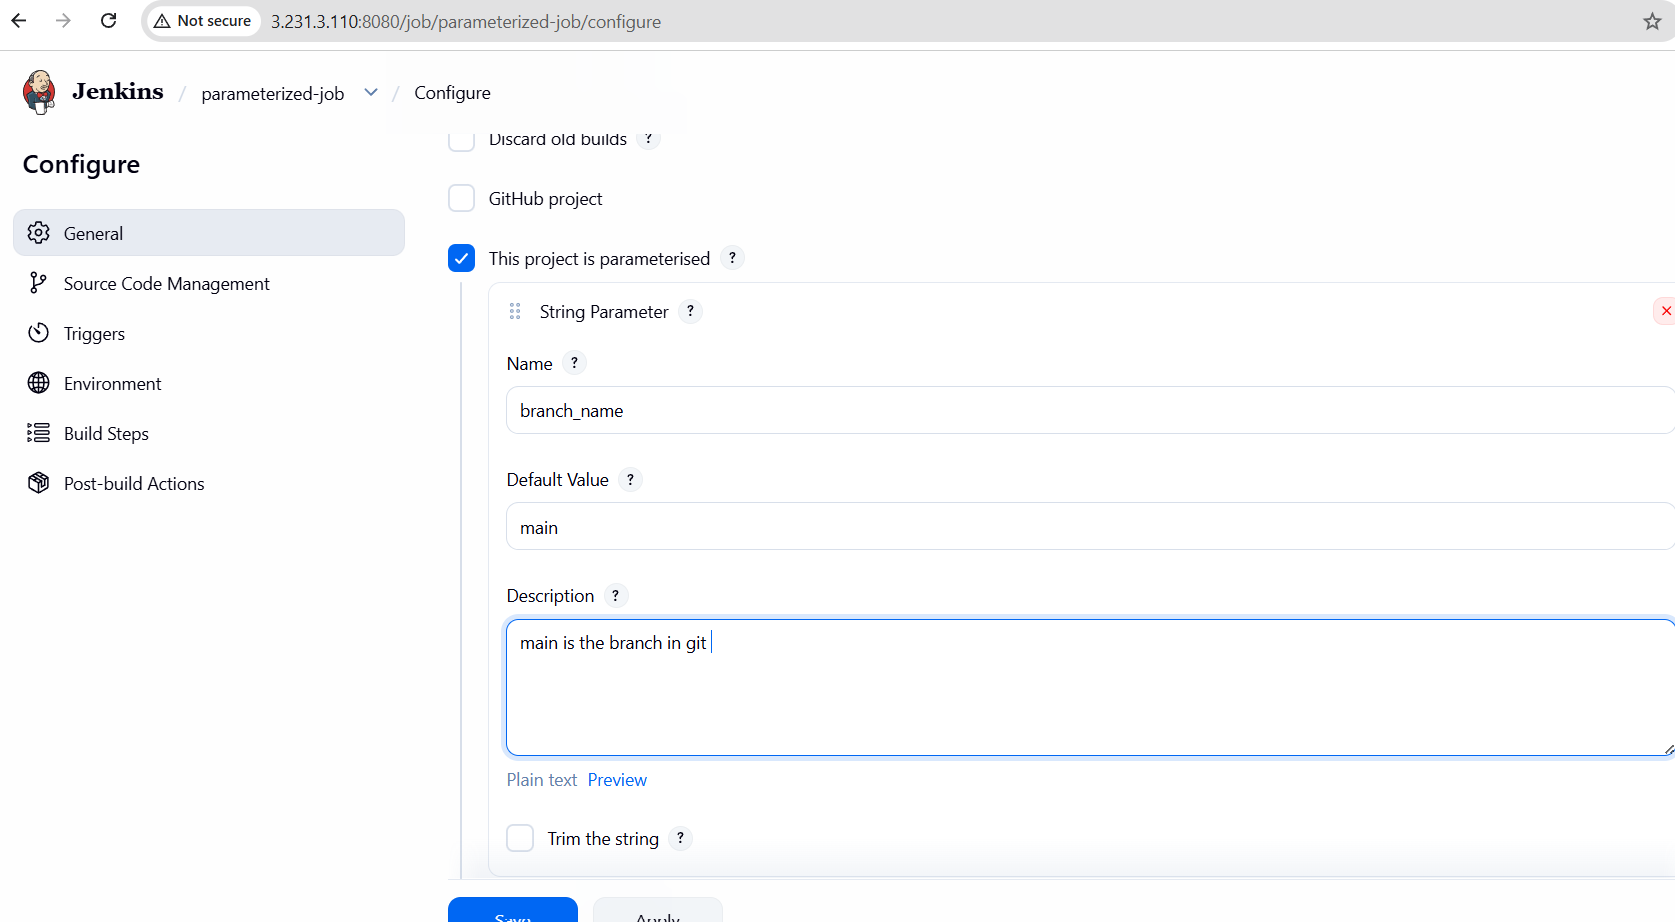 Not secure 3.231.3.110:8080/job/parameterized-job/configure
Jenkins / parameterized-job / Configure
Configure
General
Source Code Management
Triggers
Environment
Build Steps
Post-build Actions
Discard old builds ?
GitHub project
This project is parameterised ?
String Parameter ?
Name ?
branch_name
Default Value ?
main
Description ?
main is the branch in git
Plain text Preview
Trim the string ?
Save Apply